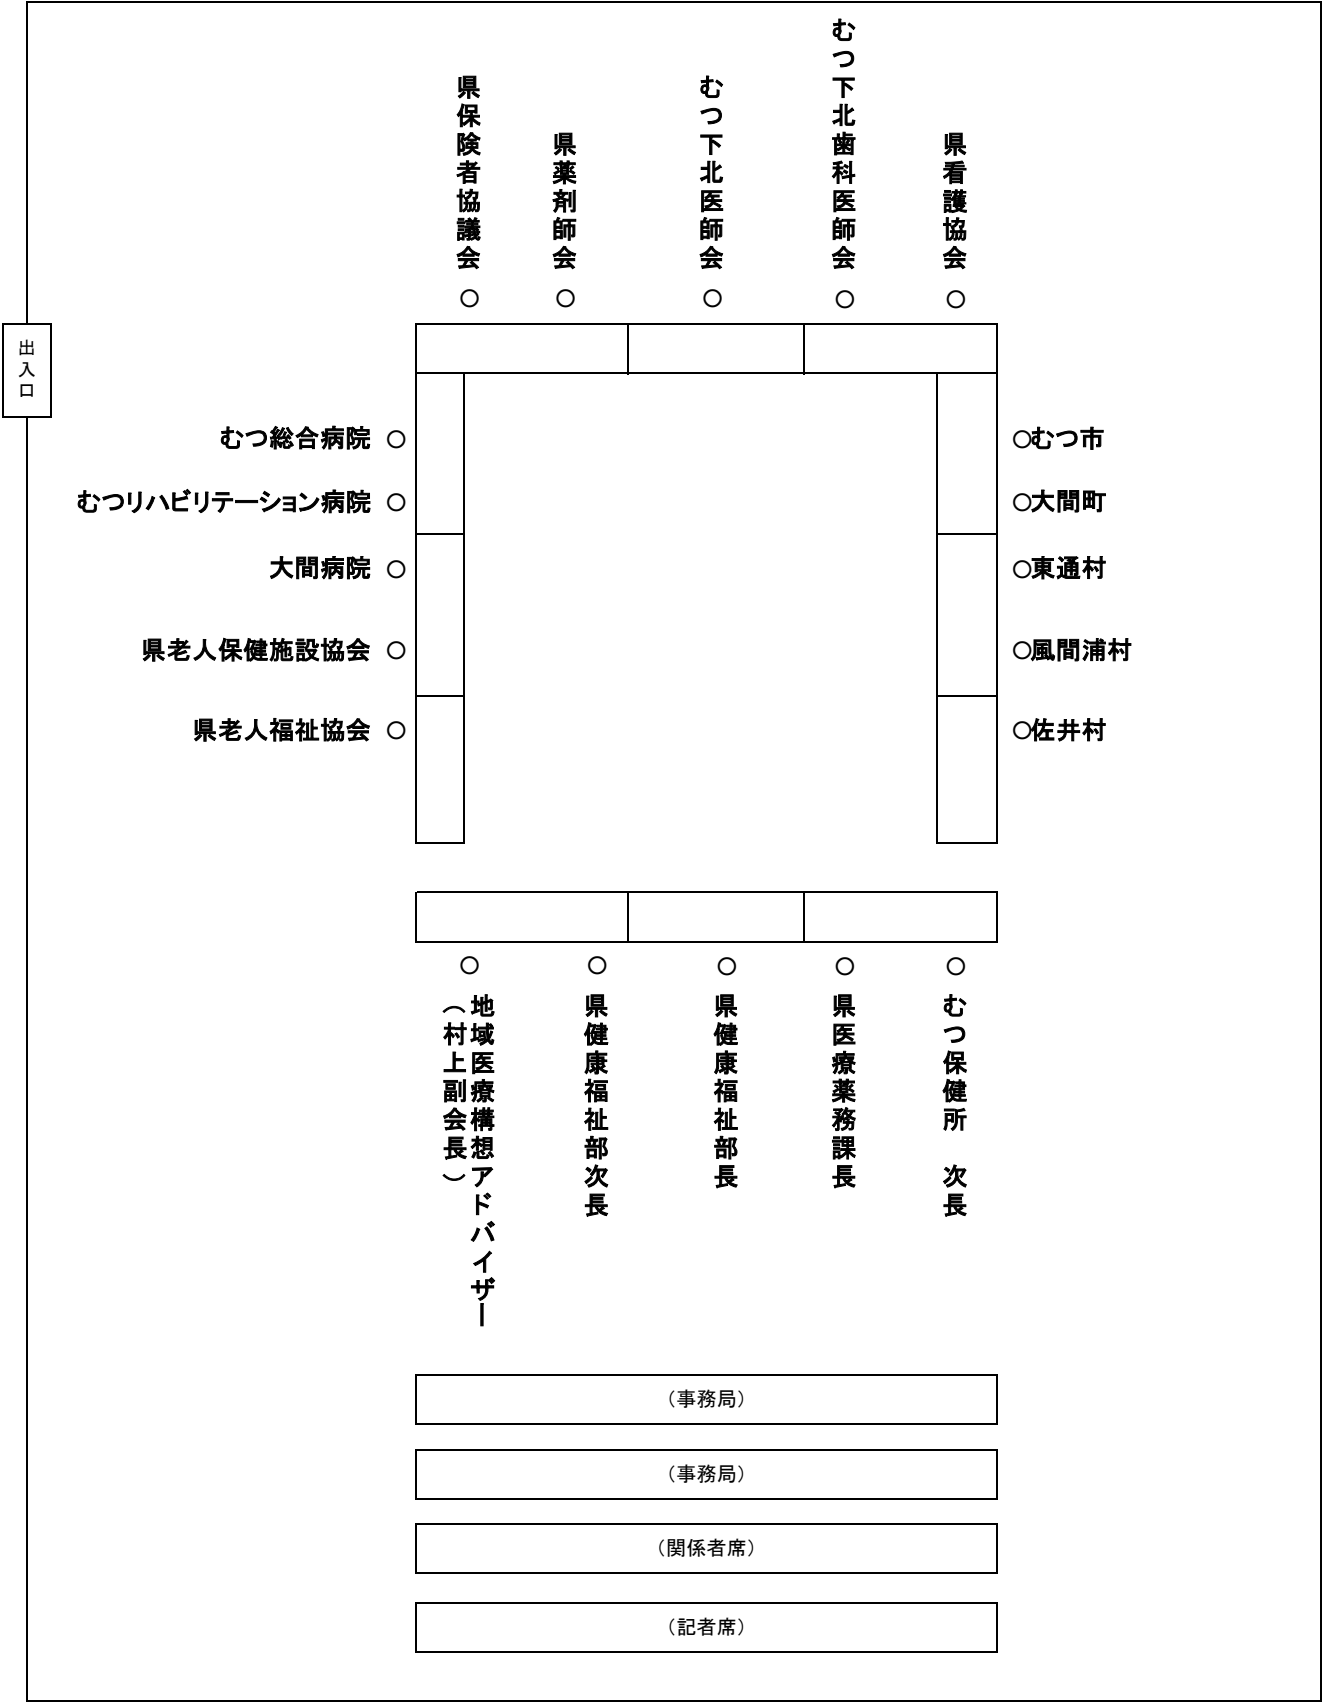 県保険者協議会
県薬剤師会
むつ下北医師会
むつ下北歯科医師会
県看護協会
○ ○ ○ ○ ○
出入口
むつ総合病院 ○
むつリハビリテーション病院 ○
大間病院 ○
県老人保健施設協会 ○
県老人福祉協会 ○
○むつ市
○大間町
○東通村
○風間浦村
○佐井村
○ ○ ○ ○ ○
地域医療構想アドバイザー
（村上副会長）
県健康福祉部次長
県健康福祉部長
県医療薬務課長
むつ保健所　次長
（事務局）
（事務局）
（関係者席）
（記者席）